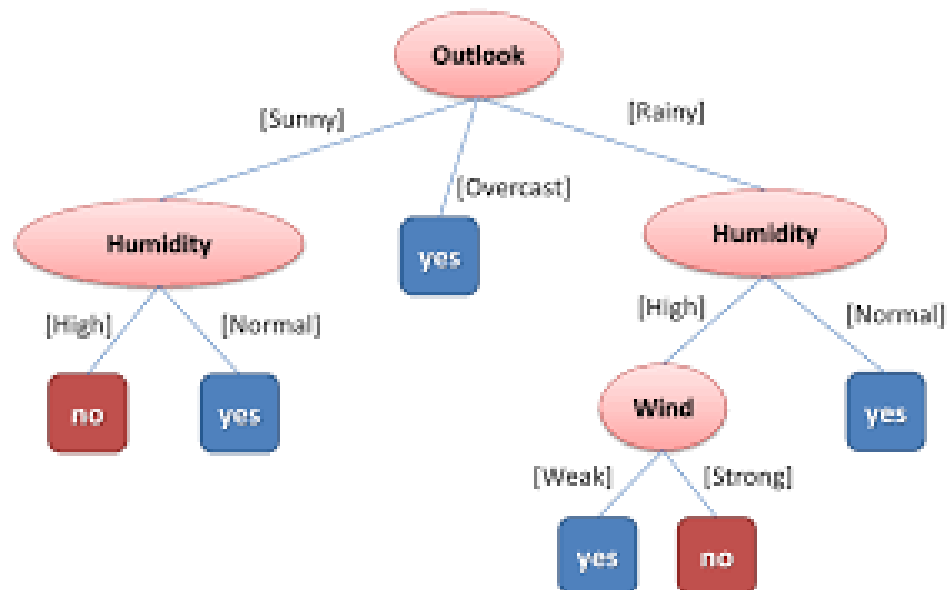 Outlook
[Sunny]
[Rainy]
[Overcast]
Humidity
yes
Humidity
[High]
[Normal]
[High]
[Normal]
no
yes
Wind
yes
[Weak]
[Strong]
yes
no